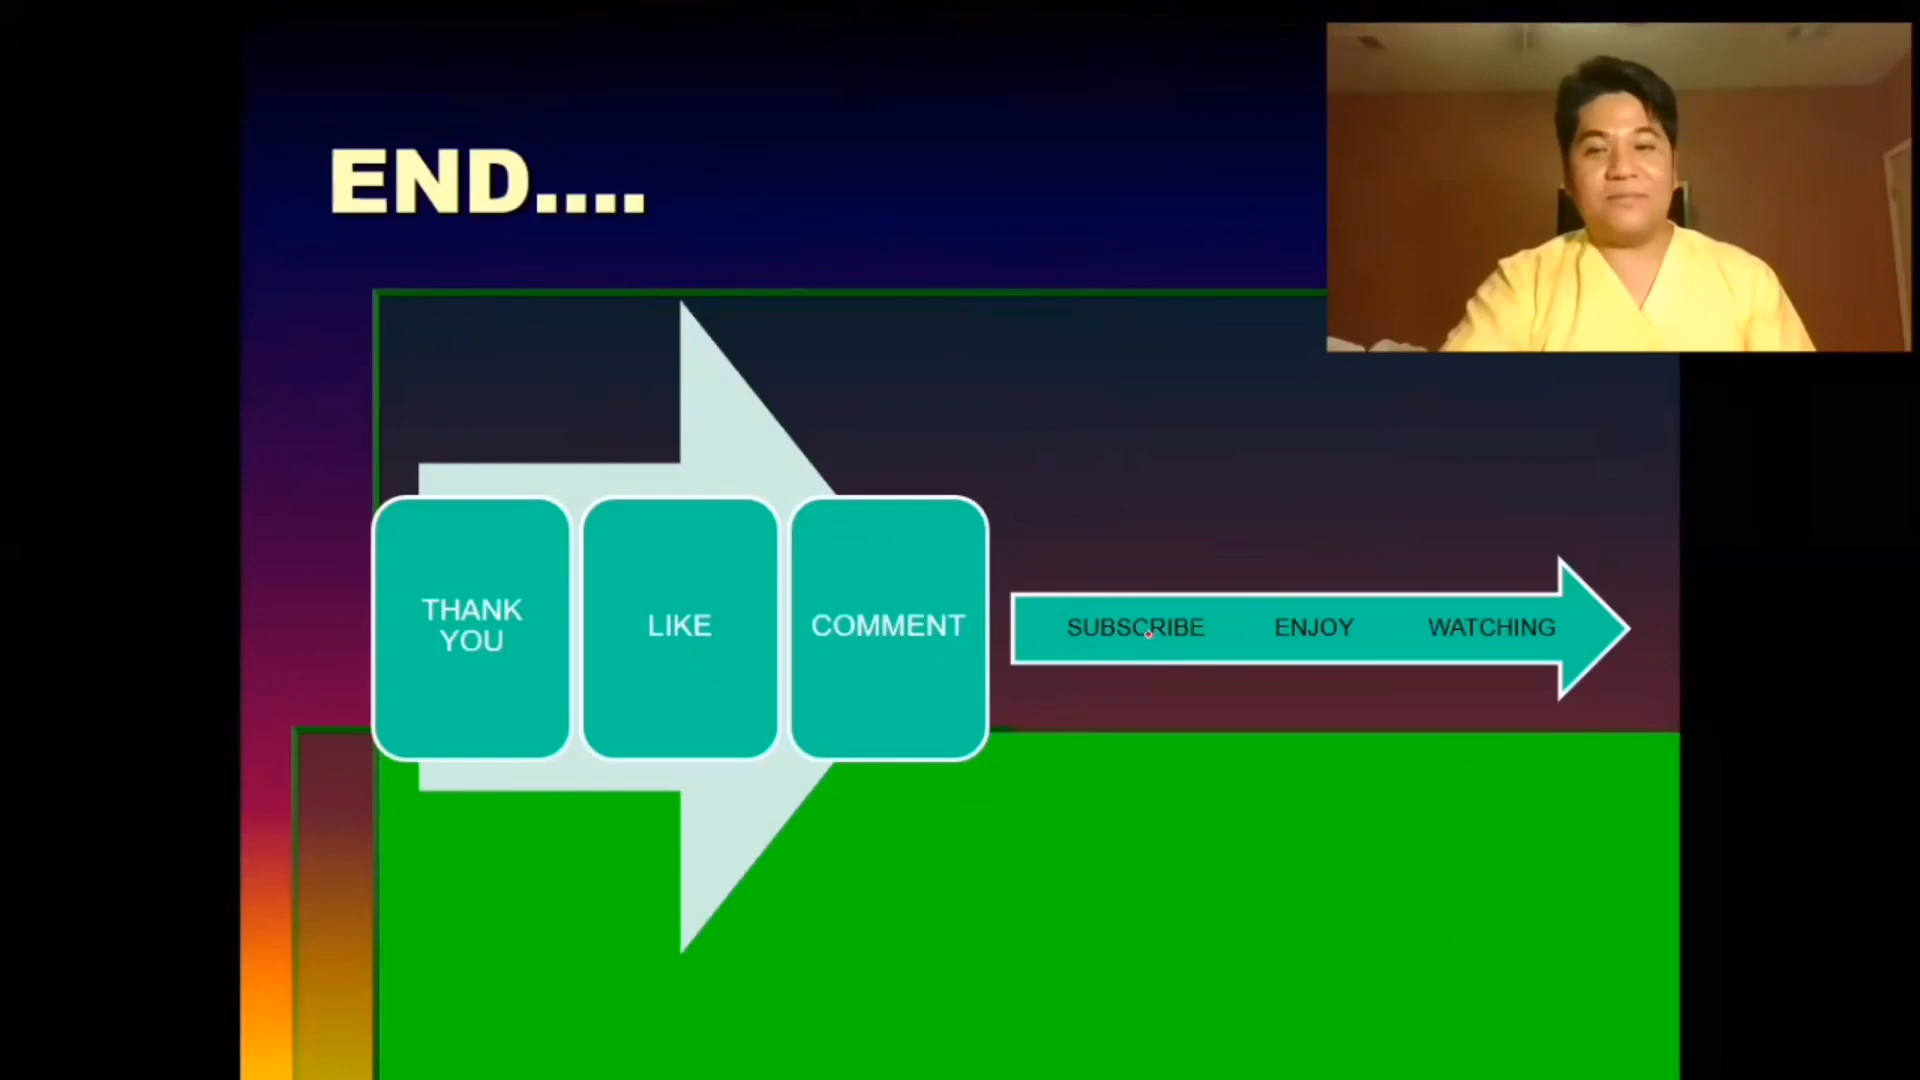 END....
THANK
YOU
LIKE
COMMENT
SUBSCRIBE ENJOY WATCHING